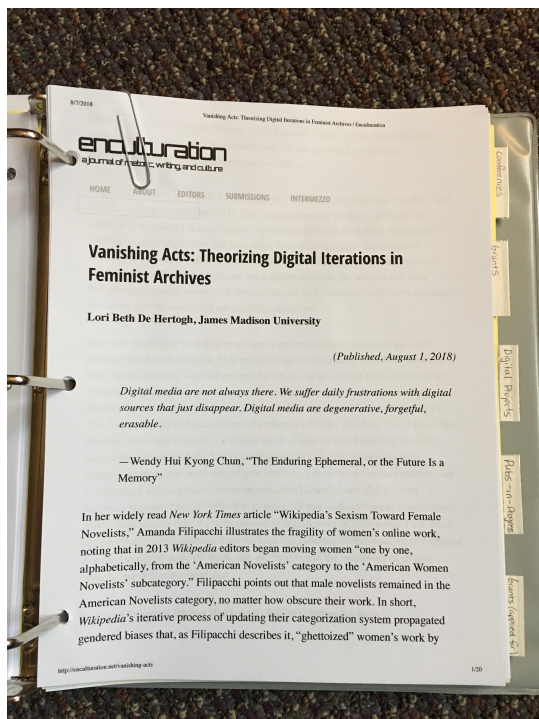 8/7/2018
Vanishing Acts: Theorizing Digital Iterations in Feminist Archives | Enculturation
enculturation
a journal of rhetoric, writing, and culture
HOME ABOUT EDITORS SUBMISSIONS INTERMEZZO
Vanishing Acts: Theorizing Digital Iterations in
Feminist Archives
Lori Beth De Hertogh, James Madison University
(Published, August 1, 2018)
Digital media are not always there. We suffer daily frustrations with digital
sources that just disappear. Digital media are degenerative, forgetful,
erasable.
—Wendy Hui Kyong Chun, “The Enduring Ephemeral, or the Future Is a
Memory”
In her widely read New York Times article “Wikipedia’s Sexism Toward Female
Novelists,” Amanda Filipacchi illustrates the fragility of women’s online work,
noting that in 2013 Wikipedia editors began moving women “one by one,
alphabetically, from the ‘American Novelists’ category to the ‘American Women
Novelists’ subcategory.” Filipacchi points out that male novelists remained in the
American Novelists category, no matter how obscure their work. In short,
Wikipedia’s iterative process of updating their categorization system propagated
gendered biases that, as Filipacchi describes it, “ghettoized” women’s work by
http://enculturation.net/vanishing-acts
1/20
Conferences
Grants
Digital Projects
Pubs-in-Progress
Grants (applied for)